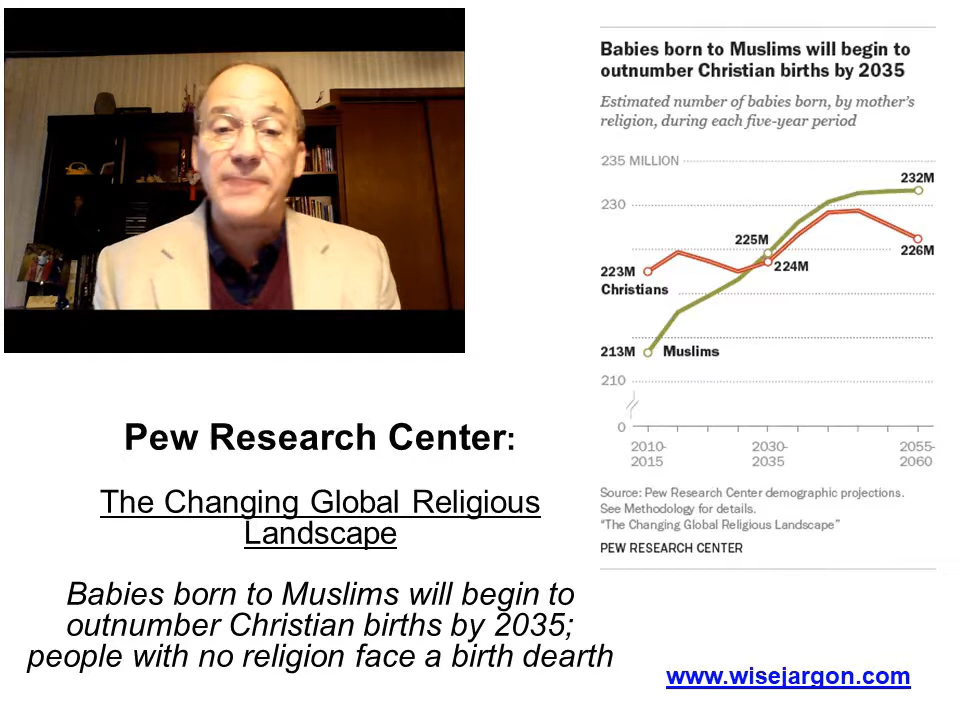 Babies born to Muslims will begin to
outnumber Christian births by 2035
Estimated number of babies born, by mother's
religion, during each five-year period
235 MILLION
232M
230
225M
224M
226M
223M
Christians
213M
Muslims
210
0
2010-
2015
2030-
2035
2055-
2060
Source: Pew Research Center demographic projections.
See Methodology for details.
“The Changing Global Religious Landscape”
PEW RESEARCH CENTER
Pew Research Center:
The Changing Global Religious
Landscape
Babies born to Muslims will begin to
outnumber Christian births by 2035;
people with no religion face a birth dearth
www.wisejargon.com